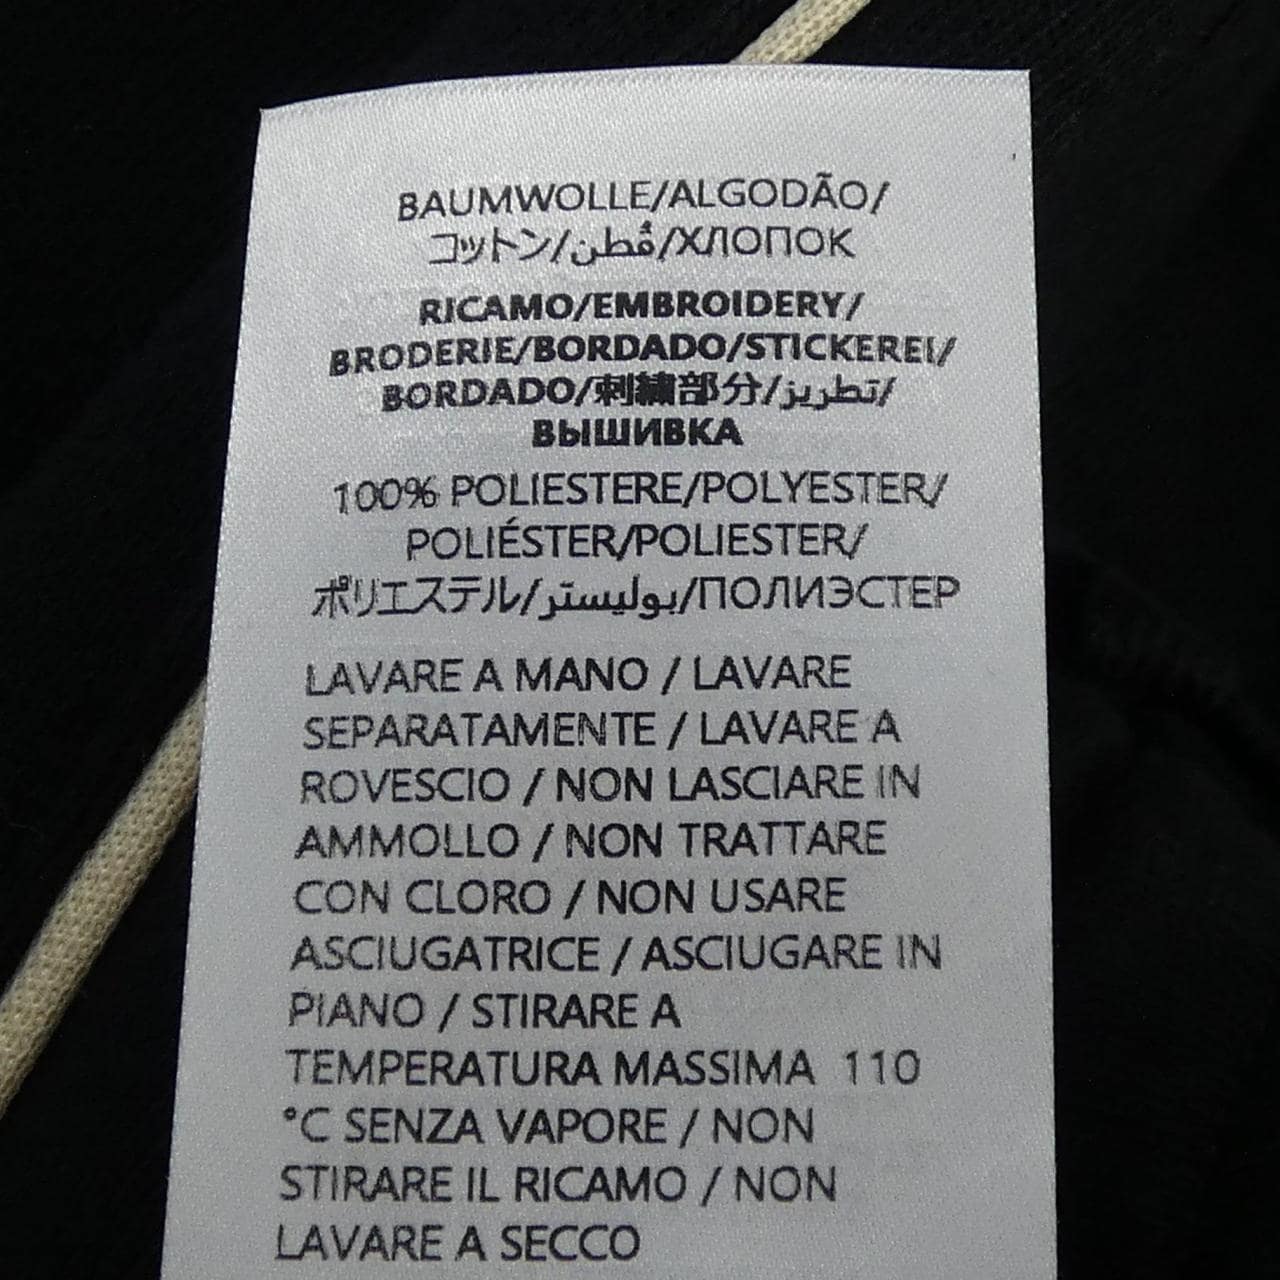 BAUMWOLLE/ALGODÃO/
コットン/قُطن/ХЛОПОК
RICAMO/EMBROIDERY/
BRODERIE/BORDADO/STICKEREI/
BORDADO/刺繍部分/تطريز/
ВЫШИВКА
100% POLIESTERE/POLYESTER/
POLIÉSTER/POLIESTER/
ポリエステル/بوليستر/ПОЛИЭСТЕР
LAVARE A MANO / LAVARE
SEPARATAMENTE / LAVARE A
ROVESCIO / NON LASCIARE IN
AMMOLLO / NON TRATTARE
CON CLORO / NON USARE
ASCIUGATRICE / ASCIUGARE IN
PIANO / STIRARE A
TEMPERATURA MASSIMA 110
°C SENZA VAPORE / NON
STIRARE IL RICAMO / NON
LAVARE A SECCO